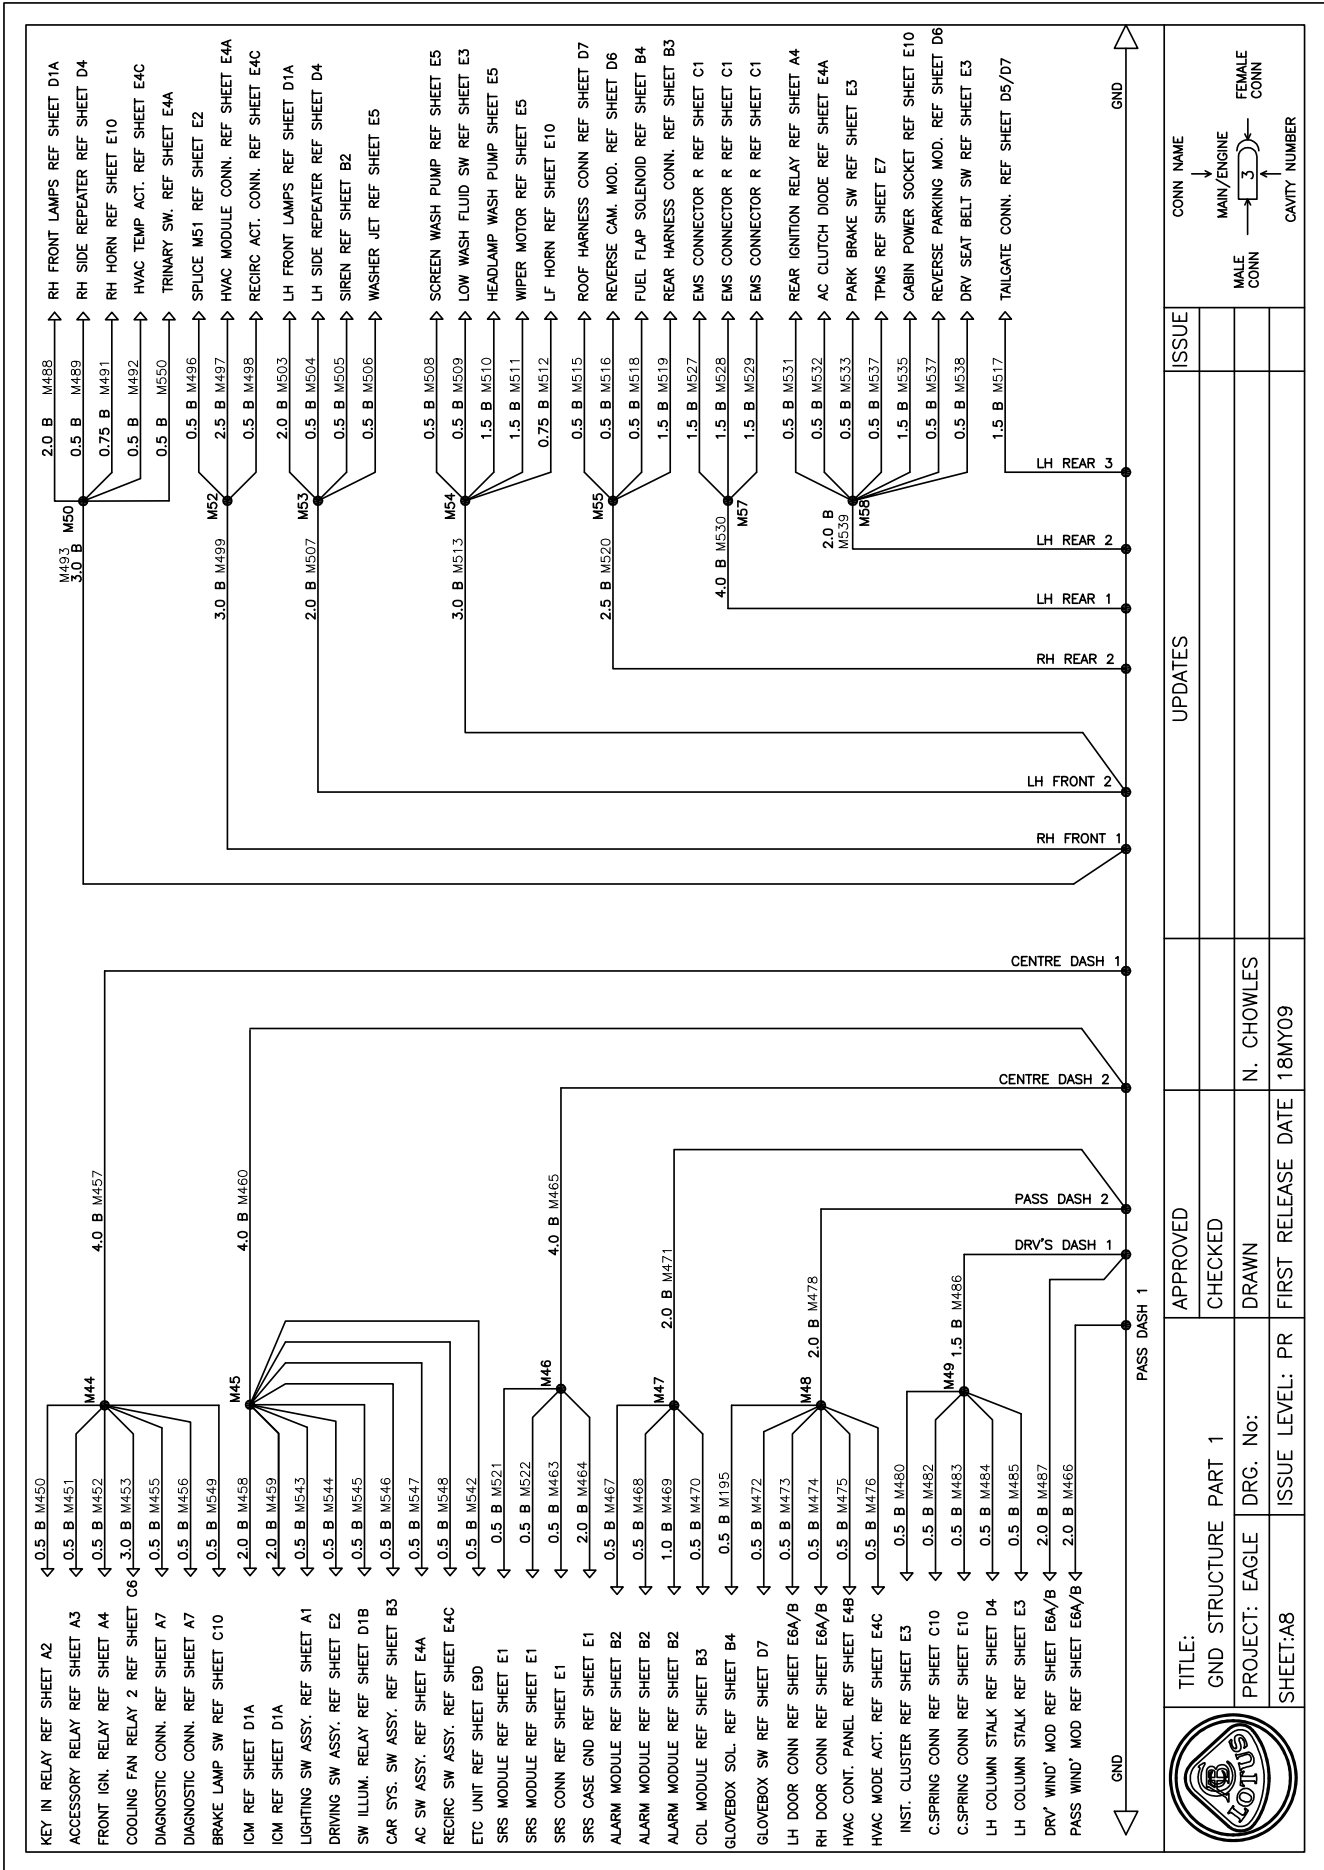 KEY IN RELAY REF SHEET A2
0.5 B M450
ACCESSORY RELAY REF SHEET A3
0.5 B M451
FRONT IGN. RELAY REF SHEET A4
0.5 B M452
COOLING FAN RELAY 2 REF SHEET C6
3.0 B M453
DIAGNOSTIC CONN. REF SHEET A7
0.5 B M455
DIAGNOSTIC CONN. REF SHEET A7
0.5 B M456
BRAKE LAMP SW REF SHEET C10
0.5 B M549
M44
4.0 B M457
CENTRE DASH 1
ICM REF SHEET D1A
2.0 B M458
ICM REF SHEET D1A
2.0 B M459
LIGHTING SW ASSY. REF SHEET A1
0.5 B M543
DRIVING SW ASSY. REF SHEET E2
0.5 B M544
SW ILLUM. RELAY REF SHEET D1B
0.5 B M545
CAR SYS. SW ASSY. REF SHEET B3
0.5 B M546
AC SW ASSY. REF SHEET E4A
0.5 B M547
RECIRC SW ASSY. REF SHEET E4C
0.5 B M548
ETC UNIT REF SHEET E9D
0.5 B M542
M45
4.0 B M460
SRS MODULE REF SHEET E1
0.5 B M521
SRS MODULE REF SHEET E1
0.5 B M522
SRS CONN REF SHEET E1
0.5 B M463
SRS CASE GND REF SHEET E1
2.0 B M464
M46
4.0 B M465
CENTRE DASH 2
ALARM MODULE REF SHEET B2
0.5 B M467
ALARM MODULE REF SHEET B2
0.5 B M468
ALARM MODULE REF SHEET B2
1.0 B M469
CDL MODULE REF SHEET B3
0.5 B M470
M47
2.0 B M471
GLOVEBOX SOL. REF SHEET B4
0.5 B M195
GLOVEBOX SW REF SHEET D7
0.5 B M472
LH DOOR CONN REF SHEET E6A/B
0.5 B M473
RH DOOR CONN REF SHEET E6A/B
0.5 B M474
HVAC CONT. PANEL REF SHEET E4B
0.5 B M475
HVAC MODE ACT. REF SHEET E4C
0.5 B M476
M48
2.0 B M478
PASS DASH 2
INST. CLUSTER REF SHEET E3
0.5 B M480
C.SPRING CONN REF SHEET C10
0.5 B M482
C.SPRING CONN REF SHEET E10
0.5 B M483
LH COLUMN STALK REF SHEET D4
0.5 B M484
LH COLUMN STALK REF SHEET E3
0.5 B M485
M49
1.5 B M486
DRV'S DASH 1
DRV' WIND' MOD REF SHEET E6A/B
2.0 B M487
PASS WIND' MOD REF SHEET E6A/B
2.0 B M466
PASS DASH 1
GND
2.0 B M488
RH FRONT LAMPS REF SHEET D1A
0.5 B M489
RH SIDE REPEATER REF SHEET D4
0.75 B M491
RH HORN REF SHEET E10
0.5 B M492
HVAC TEMP ACT. REF SHEET E4C
0.5 B M550
TRINARY SW. REF SHEET E4A
M50
M493
3.0 B
0.5 B M496
SPLICE M51 REF SHEET E2
2.5 B M497
HVAC MODULE CONN. REF SHEET E4A
0.5 B M498
RECIRC ACT. CONN. REF SHEET E4C
M52
3.0 B M499
RH FRONT 1
2.0 B M503
LH FRONT LAMPS REF SHEET D1A
0.5 B M504
LH SIDE REPEATER REF SHEET D4
0.5 B M505
SIREN REF SHEET B2
0.5 B M506
WASHER JET REF SHEET E5
M53
2.0 B M507
LH FRONT 2
0.5 B M508
SCREEN WASH PUMP REF SHEET E5
0.5 B M509
LOW WASH FLUID SW REF SHEET E3
1.5 B M510
HEADLAMP WASH PUMP SHEET E5
1.5 B M511
WIPER MOTOR REF SHEET E5
0.75 B M512
LF HORN REF SHEET E10
M54
3.0 B M513
0.5 B M515
ROOF HARNESS CONN REF SHEET D7
0.5 B M516
REVERSE CAM. MOD. REF SHEET D6
0.5 B M518
FUEL FLAP SOLENOID REF SHEET B4
1.5 B M519
REAR HARNESS CONN. REF SHEET B3
M55
2.5 B M520
RH REAR 2
1.5 B M527
EMS CONNECTOR R REF SHEET C1
1.5 B M528
EMS CONNECTOR R REF SHEET C1
1.5 B M529
EMS CONNECTOR R REF SHEET C1
M57
4.0 B M530
LH REAR 1
0.5 B M531
REAR IGNITION RELAY REF SHEET A4
0.5 B M532
AC CLUTCH DIODE REF SHEET E4A
0.5 B M533
PARK BRAKE SW REF SHEET E3
0.5 B M537
TPMS REF SHEET E7
1.5 B M535
CABIN POWER SOCKET REF SHEET E10
0.5 B M537
REVERSE PARKING MOD. REF SHEET D6
0.5 B M538
DRV SEAT BELT SW REF SHEET E3
M58
2.0 B
M539
LH REAR 2
1.5 B M517
TAILGATE CONN. REF SHEET D5/D7
LH REAR 3
GND
LOTUS
TITLE:
GND STRUCTURE PART 1
PROJECT: EAGLE
DRG. No:
SHEET:A8
ISSUE LEVEL: PR
APPROVED
CHECKED
DRAWN
N. CHOWLES
FIRST RELEASE DATE
18MY09
UPDATES
ISSUE
CONN NAME
MAIN/ENGINE
MALE
CONN
3
FEMALE
CONN
CAVITY NUMBER